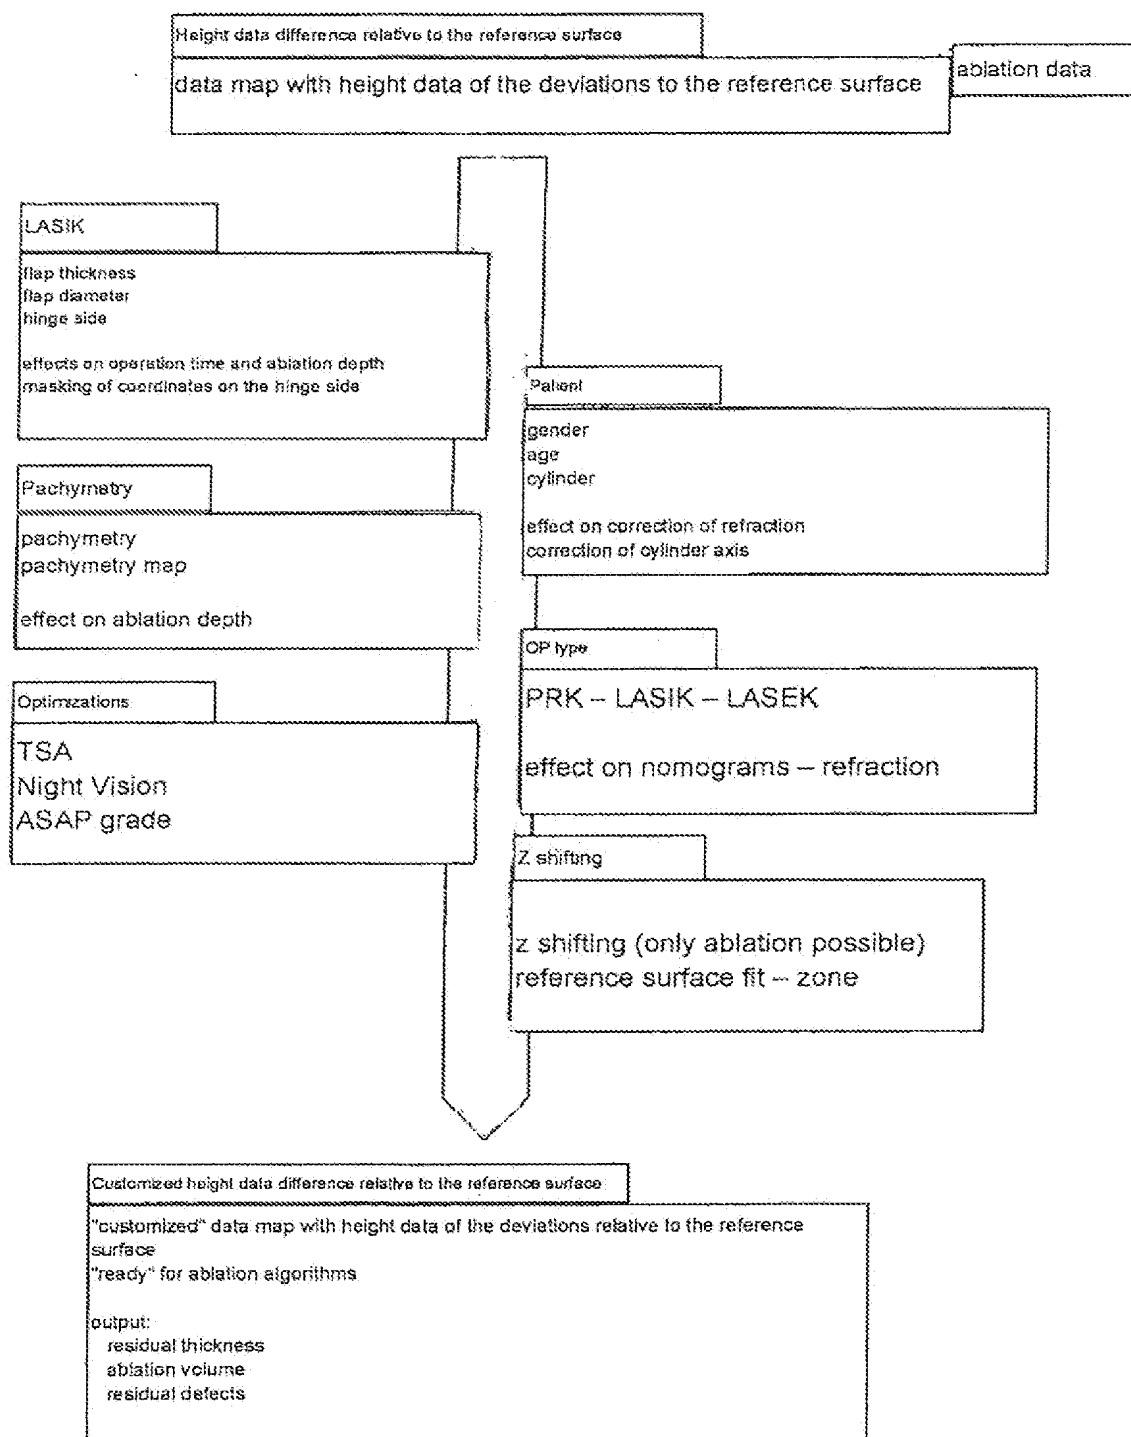 Height data difference relative to the reference surface
data map with height data of the deviations to the reference surface
ablation data
LASIK
flap thickness
flap diameter
hinge side
effects on operation time and ablation depth
masking of coordinates on the hinge side
Patient
gender
age
cylinder
effect on correction of refraction
correction of cylinder axis
Pachymetry
pachymetry
pachymetry map
effect on ablation depth
OP type
PRK – LASIK – LASEK
effect on nomograms – refraction
Optimizations
TSA
Night Vision
ASAP grade
Z shifting
z shifting (only ablation possible)
reference surface fit – zone
Customized height data difference relative to the reference surface
"customized" data map with height data of the deviations relative to the reference
surface
"ready" for ablation algorithms
output:
residual thickness
ablation volume
residual defects